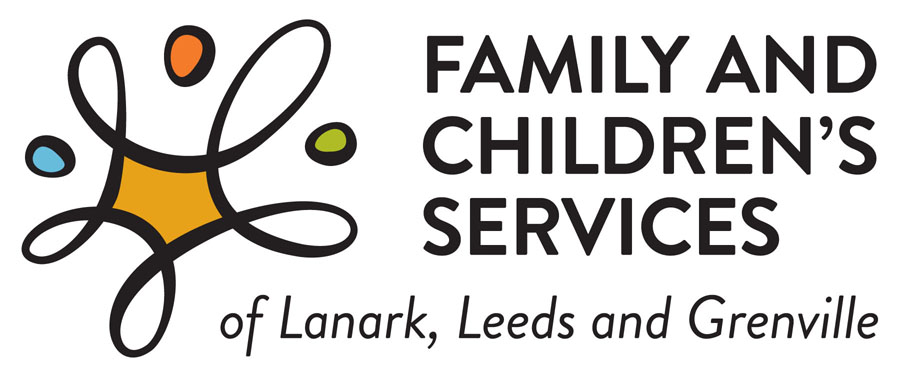 FAMILY AND
CHILDREN'S
SERVICES
of Lanark, Leeds and Grenville